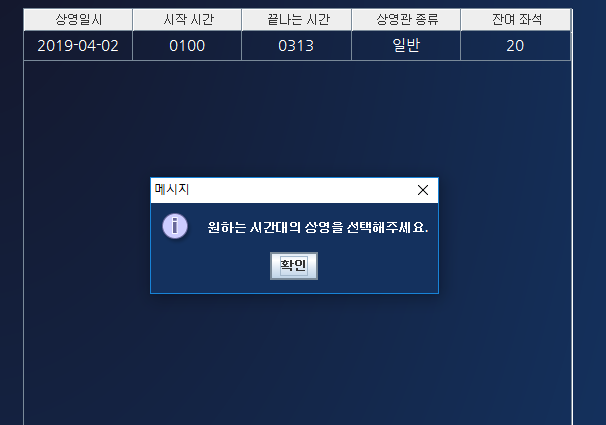 상영일시 시작 시간 끝나는 시간 상영관 종류 잔여 좌석
2019-04-02 0100 0313 일반 20
메시지
원하는 시간대의 상영을 선택해주세요.
확인